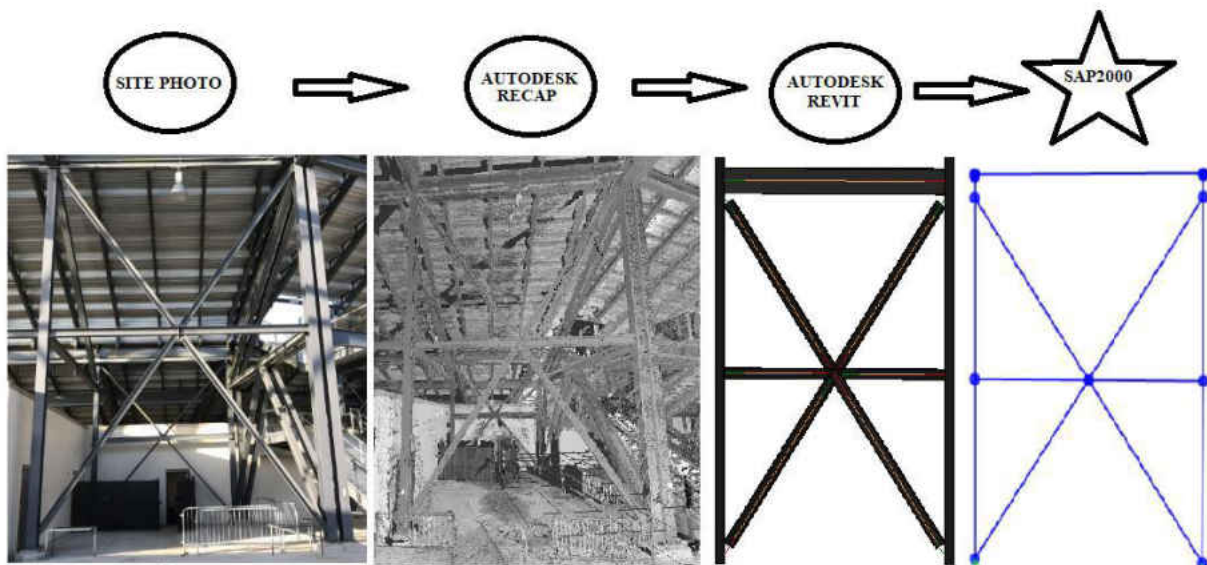 SITE PHOTO
AUTODESK
RECAP
AUTODESK
REVIT
SAP2000